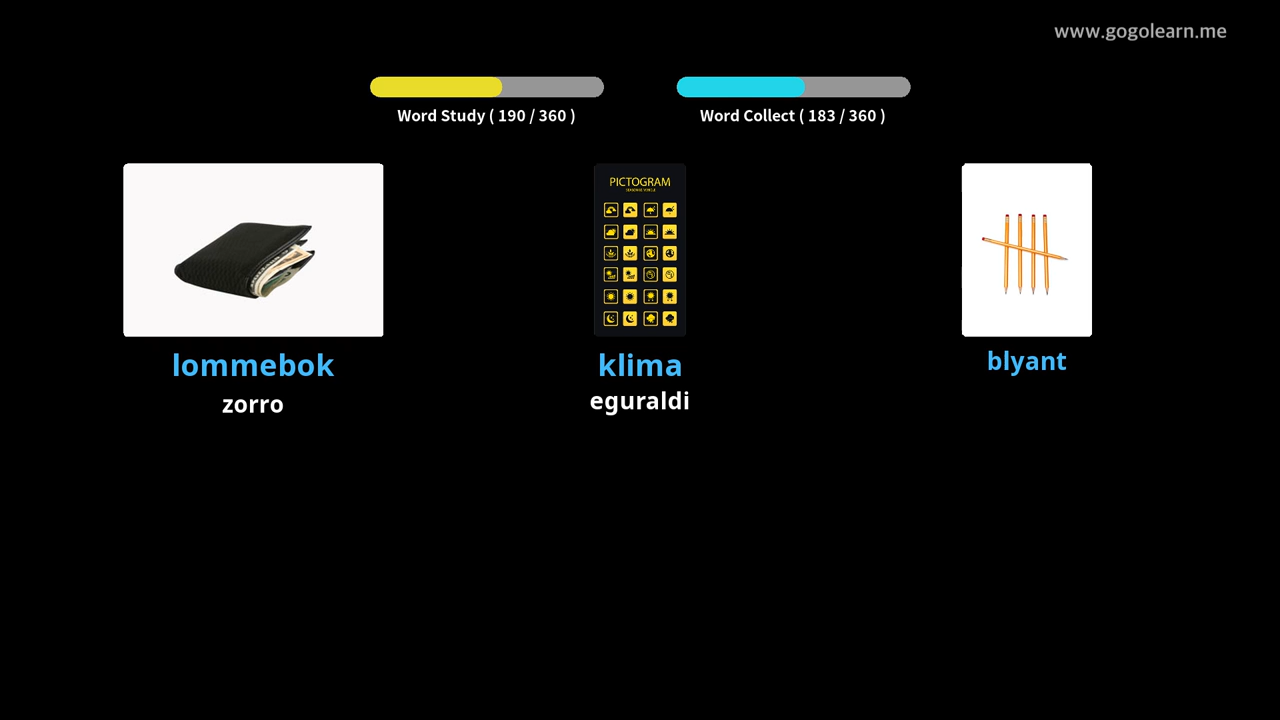 www.gogolearn.me
Word Study ( 190 / 360 )
Word Collect ( 183 / 360 )
PICTOGRAM
lommebok
klima
blyant
zorro
eguraldi